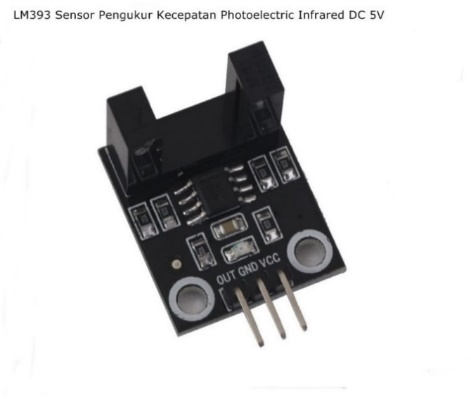 LM393 Sensor Pengukur Kecepatan Photoelectric Infrared DC 5V
OUT GND VCC